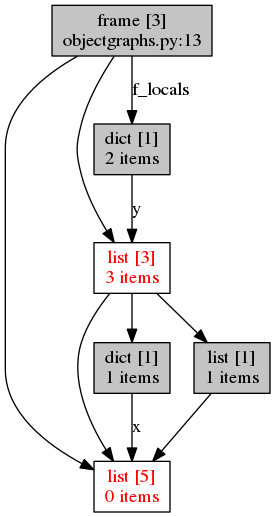 frame [3]
objectgraphs.py:13
f_locals
dict [1]
2 items
y
list [3]
3 items
dict [1]
1 items
list [1]
1 items
x
list [5]
0 items